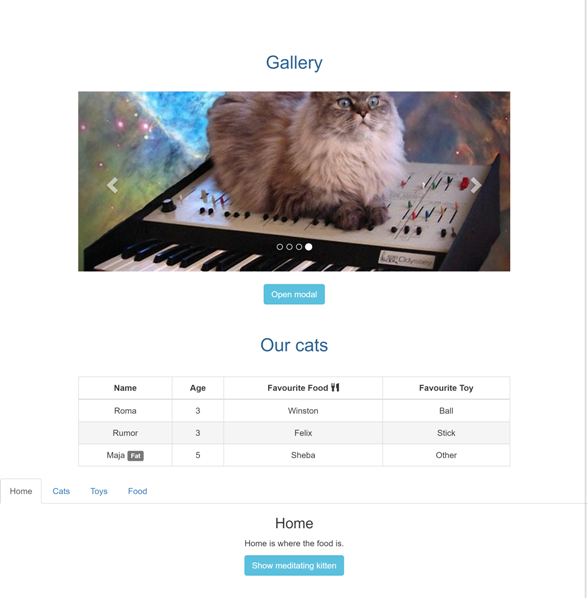 Gallery
Odyssey
Open modal
Our cats
Name Age Favourite Food Favourite Toy
Roma 3 Winston Ball
Rumor 3 Felix Stick
Maja Fat 5 Sheba Other
Home Cats Toys Food
Home
Home is where the food is.
Show meditating kitten